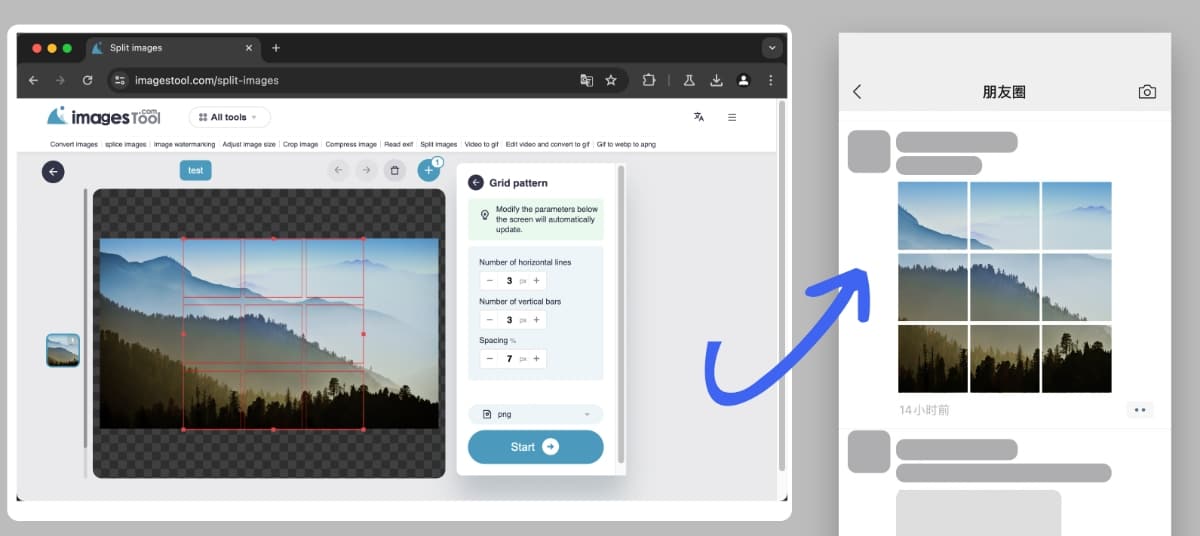 Split images
imagestool.com/split-images
imagesTool
.com
All tools
Convert images
splice images
Image watermarking
Adjust image size
Crop image
Compress image
Read exif
Split images
Video to gif
Edit video and convert to gif
Gif to webp to apng
test
1
Grid pattern
Modify the parameters below
the screen will automatically
update.
Number of horizontal lines
− 3 px +
Number of vertical bars
− 3 px +
Spacing %
− 7 px +
png
Start
朋友圈
14小时前